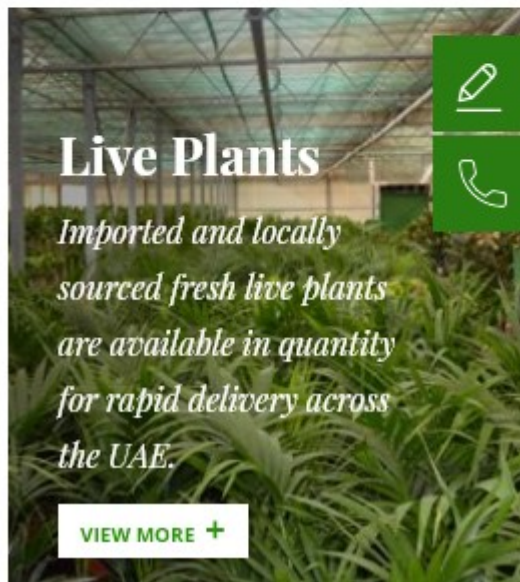 Live Plants
Imported and locally
sourced fresh live plants
are available in quantity
for rapid delivery across
the UAE.
VIEW MORE +